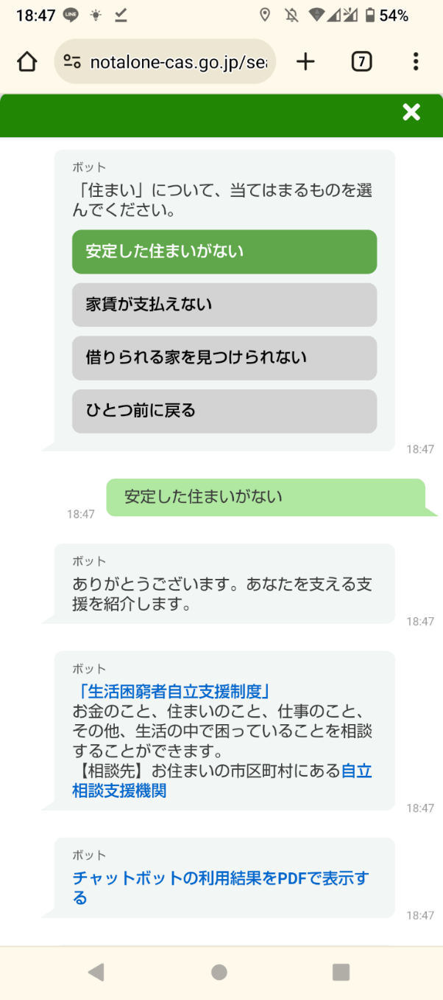 18:47 LINE 54%
notalone-cas.go.jp/sea
7
ボット
「住まい」について、当てはまるものを選
んでください。
安定した住まいがない
家賃が支払えない
借りられる家を見つけられない
ひとつ前に戻る
18:47
安定した住まいがない
18:47
ボット
ありがとうございます。あなたを支える支
援を紹介します。
18:47
ボット
「生活困窮者自立支援制度」
お金のこと、住まいのこと、仕事のこと、
その他、生活の中で困っていることを相談
することができます。
【相談先】お住まいの市区町村にある自立
相談支援機関
18:47
ボット
チャットボットの利用結果をPDFで表示す
る
18:47